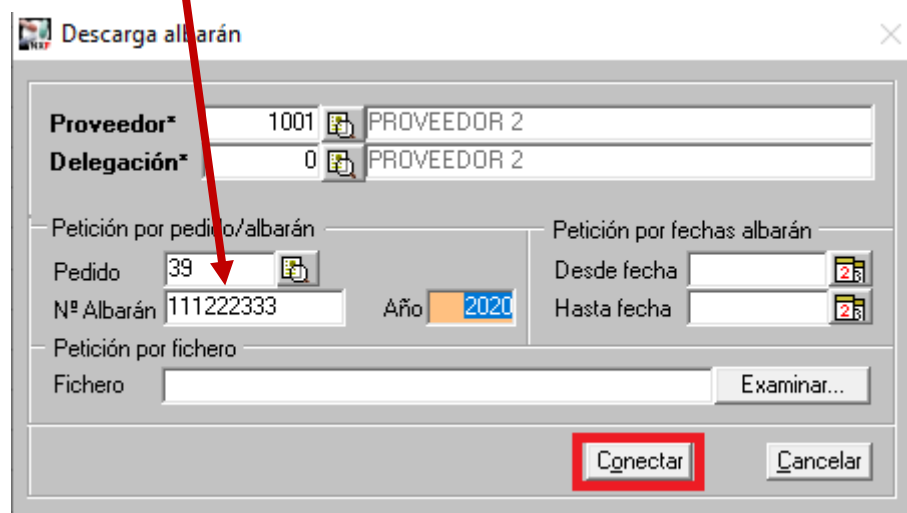 Descarga albarán
Proveedor* 1001 PROVEEDOR 2
Delegación* 0 PROVEEDOR 2
Petición por pedido/albarán Petición por fechas albarán
Pedido 39 Desde fecha
Nº Albarán 111222333 Año 2020 Hasta fecha
Petición por fichero
Fichero Examinar...
Conectar Cancelar